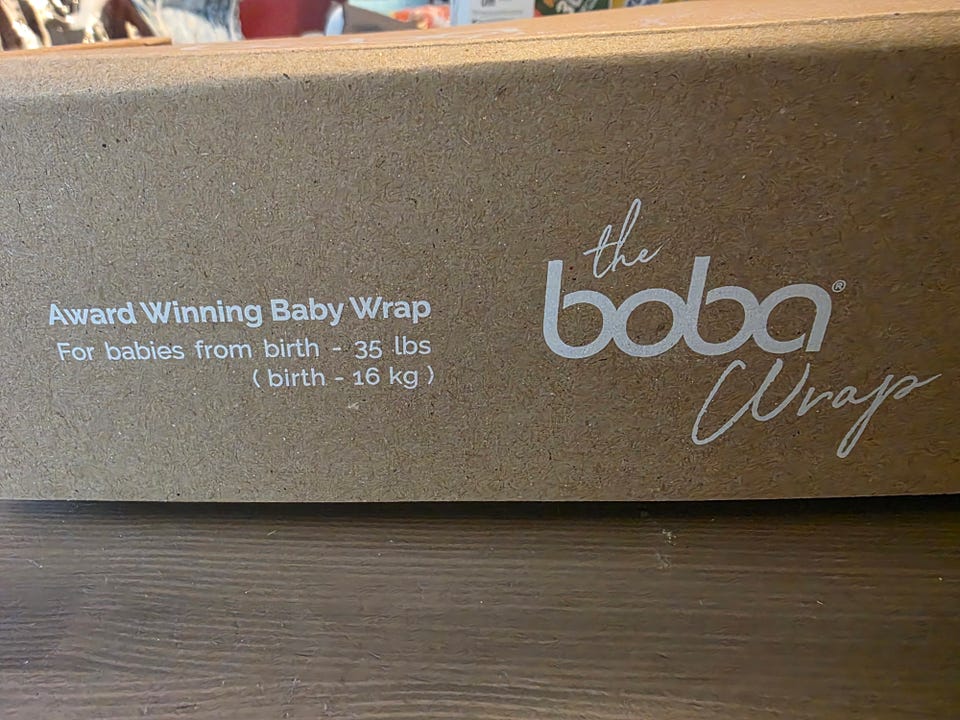 Award Winning Baby Wrap
For babies from birth - 35 lbs
( birth - 16 kg )
the
boba®
Wrap